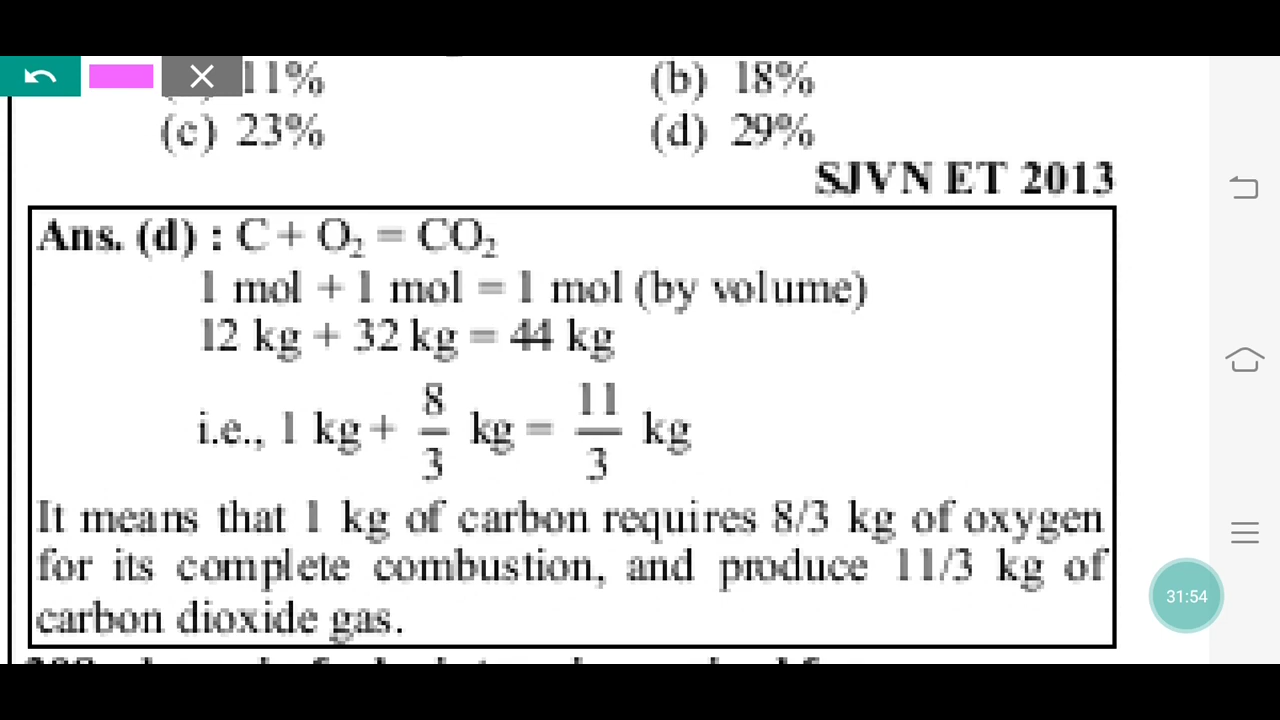 11% (b) 18%
(c) 23% (d) 29%
SJVN ET 2013
Ans. (d) : C + O₂ = CO₂
1 mol + 1 mol = 1 mol (by volume)
12 kg + 32 kg = 44 kg
i.e., 1 kg + 8/3 kg = 11/3 kg
It means that 1 kg of carbon requires 8/3 kg of oxygen
for its complete combustion, and produce 11/3 kg of
carbon dioxide gas.
31:54